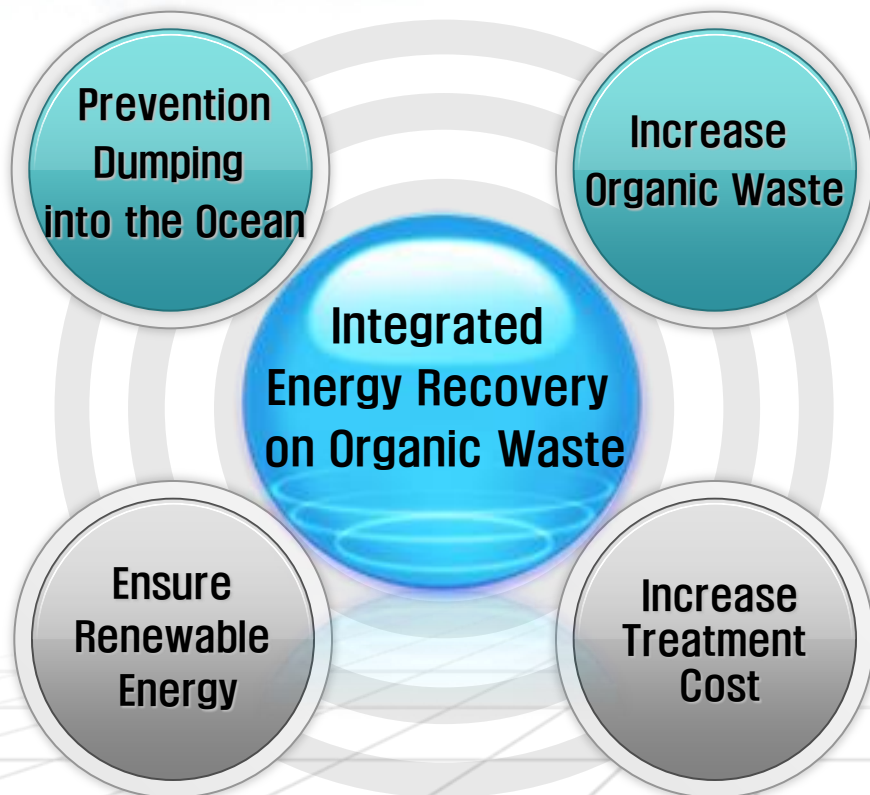 Prevention
Dumping
into the Ocean
Increase
Organic Waste
Integrated
Energy Recovery
on Organic Waste
Ensure
Renewable
Energy
Increase
Treatment
Cost